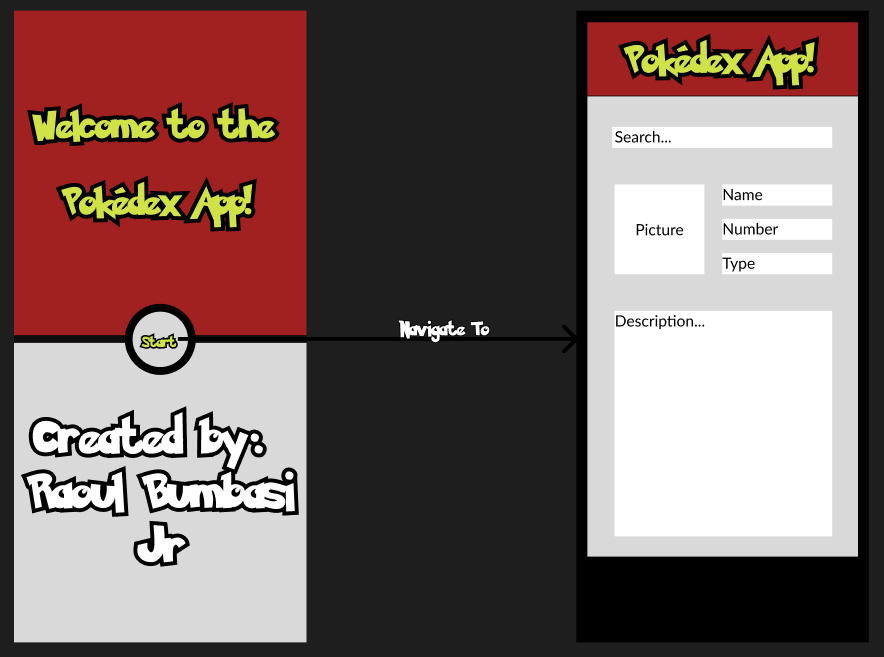 Welcome to the
Pokédex App!
Start
Created by:
Raoul Bumbasi
Jr
Navigate To
Pokédex App!
Search...
Picture
Name
Number
Type
Description...